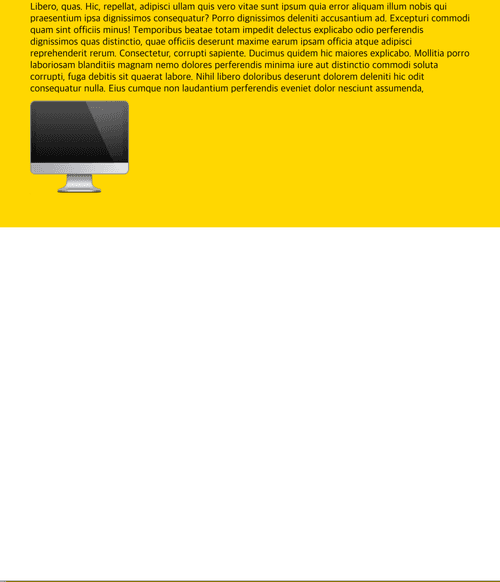 Libero, quas. Hic, repellat, adipisci ullam quis vero vitae sunt ipsum quia error aliquam illum nobis qui
praesentium ipsa dignissimos consequatur? Porro dignissimos deleniti accusantium ad. Excepturi commodi
quam sint officiis minus! Temporibus beatae totam impedit delectus explicabo odio perferendis
dignissimos quas distinctio, quae officiis deserunt maxime earum ipsam officia atque adipisci
reprehenderit rerum. Consectetur, corrupti sapiente. Ducimus quidem hic maiores explicabo. Mollitia porro
laboriosam blanditiis magnam nemo dolores perferendis minima iure aut distinctio commodi soluta
corrupti, fuga debitis sit quaerat labore. Nihil libero doloribus deserunt dolorem deleniti hic odit
consequatur nulla. Eius cumque non laudantium perferendis eveniet dolor nesciunt assumenda,